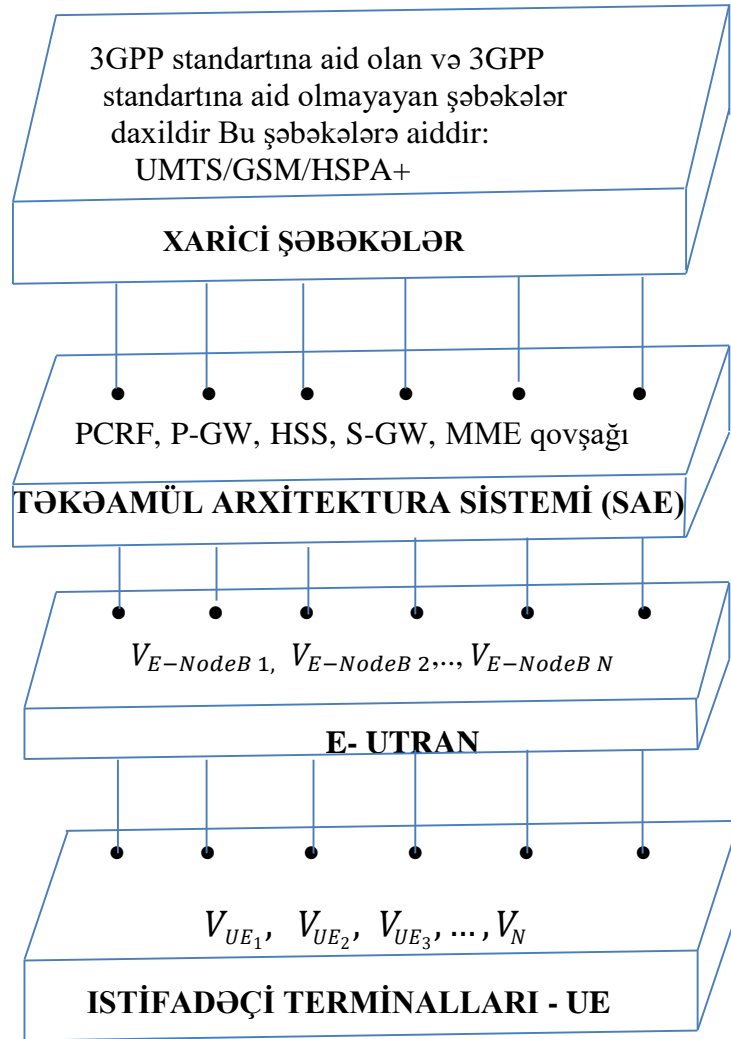 3GPP standartına aid olan və 3GPP
standartına aid olmayayan şəbəkələr
daxildir Bu şəbəkələrə aiddir:
UMTS/GSM/HSPA+
XARİCİ ŞƏBƏKƏLƏR
PCRF, P-GW, HSS, S-GW, MME qovşağı
TƏKƏAMÜL ARXİTEKTURA SİSTEMİ (SAE)
V_{E−NodeB 1,} V_{E−NodeB 2},.., V_{E−NodeB N}
E- UTRAN
V_{UE_1}, V_{UE_2}, V_{UE_3}, … , V_N
ISTİFADƏÇİ TERMİNALLARI - UE